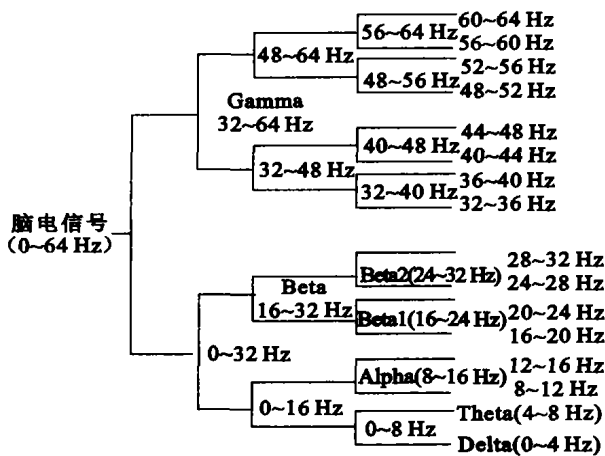 60~64 Hz
56~64 Hz
56~60 Hz
48~64 Hz
52~56 Hz
48~56 Hz
48~52 Hz
Gamma
32~64 Hz
44~48 Hz
40~48 Hz
40~44 Hz
32~48 Hz
36~40 Hz
32~40 Hz
32~36 Hz
脑电信号
(0~64 Hz)
28~32 Hz
Beta2(24~32 Hz)
24~28 Hz
Beta
16~32 Hz
20~24 Hz
Beta1(16~24 Hz)
16~20 Hz
0~32 Hz
12~16 Hz
Alpha(8~16 Hz)
8~12 Hz
0~16 Hz
Theta(4~8 Hz)
0~8 Hz
Delta(0~4 Hz)